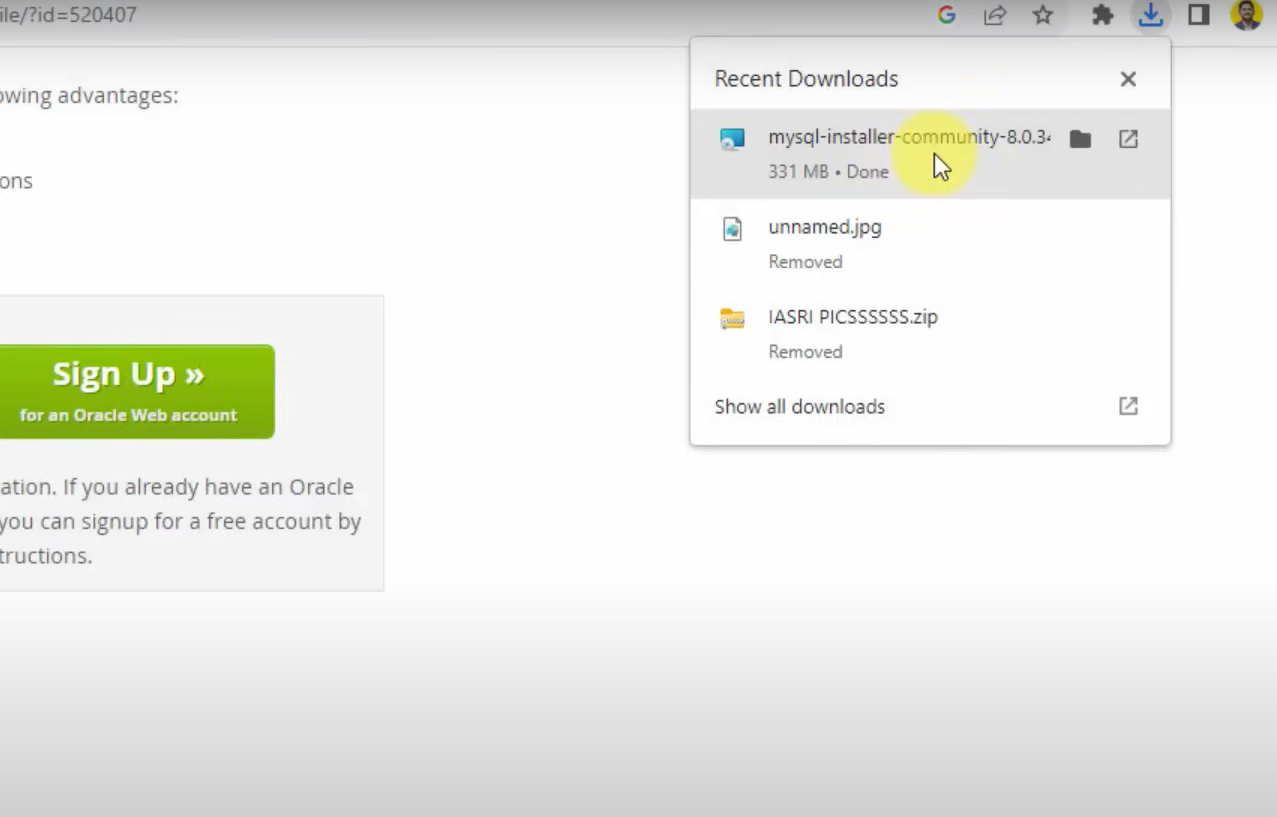 ile/?id=520407
owing advantages:
ons
Sign Up »
for an Oracle Web account
ation. If you already have an Oracle
you can signup for a free account by
tructions.
Recent Downloads
mysql-installer-community-8.0.34
331 MB • Done
unnamed.jpg
Removed
IASRI PICSSSSSS.zip
Removed
Show all downloads